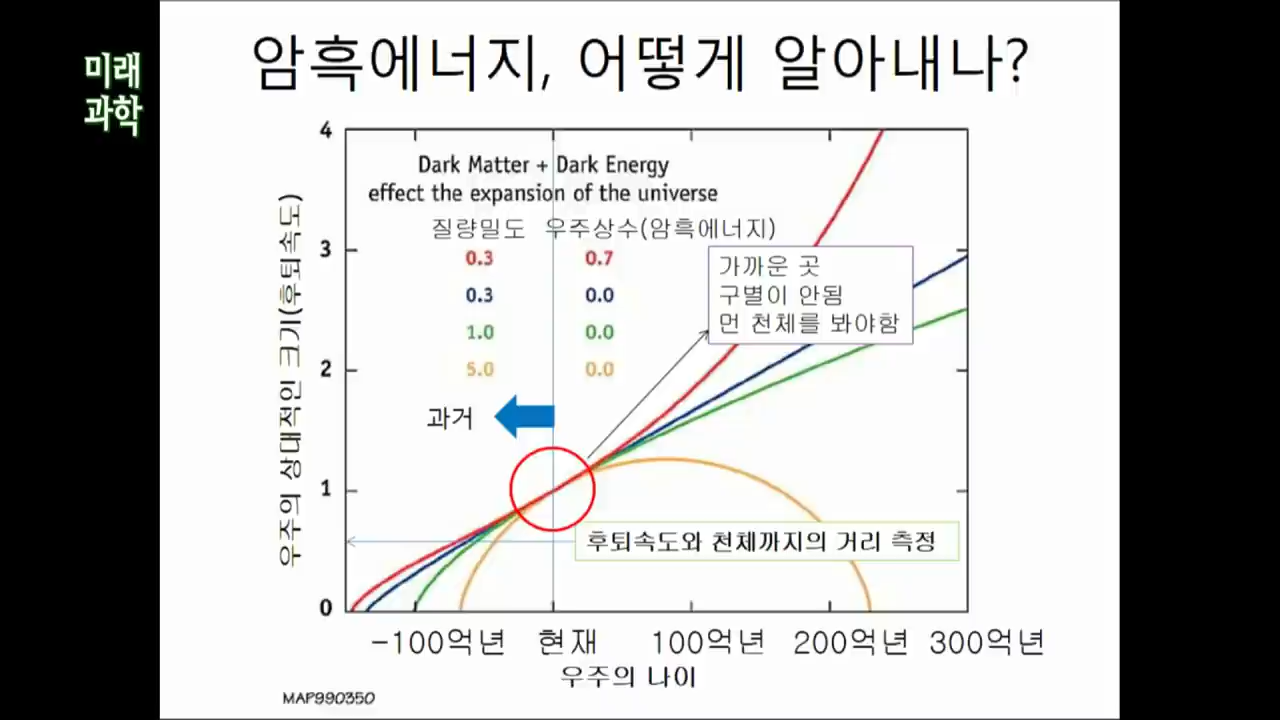 미래
과학
암흑에너지, 어떻게 알아내나?
Dark Matter + Dark Energy
effect the expansion of the universe
질량밀도 우주상수(암흑에너지)
0.3 0.7
0.3 0.0
1.0 0.0
5.0 0.0
가까운 곳
구별이 안됨
먼 천체를 봐야함
과거
후퇴속도와 천체까지의 거리 측정
우주의 상대적인 크기(후퇴속도)
4
3
2
1
0
-100억년 현재 100억년 200억년 300억년
우주의 나이
MAP990350